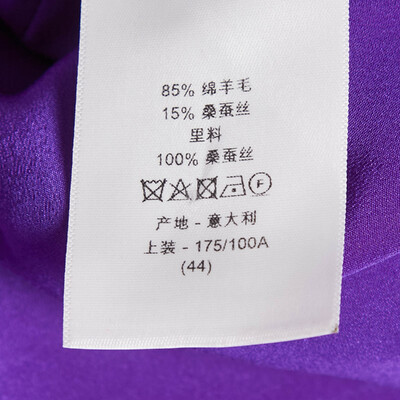 85% 绵羊毛
15% 桑蚕丝
里料
100% 桑蚕丝
F
产地 - 意大利
上装 - 175/100A
(44)